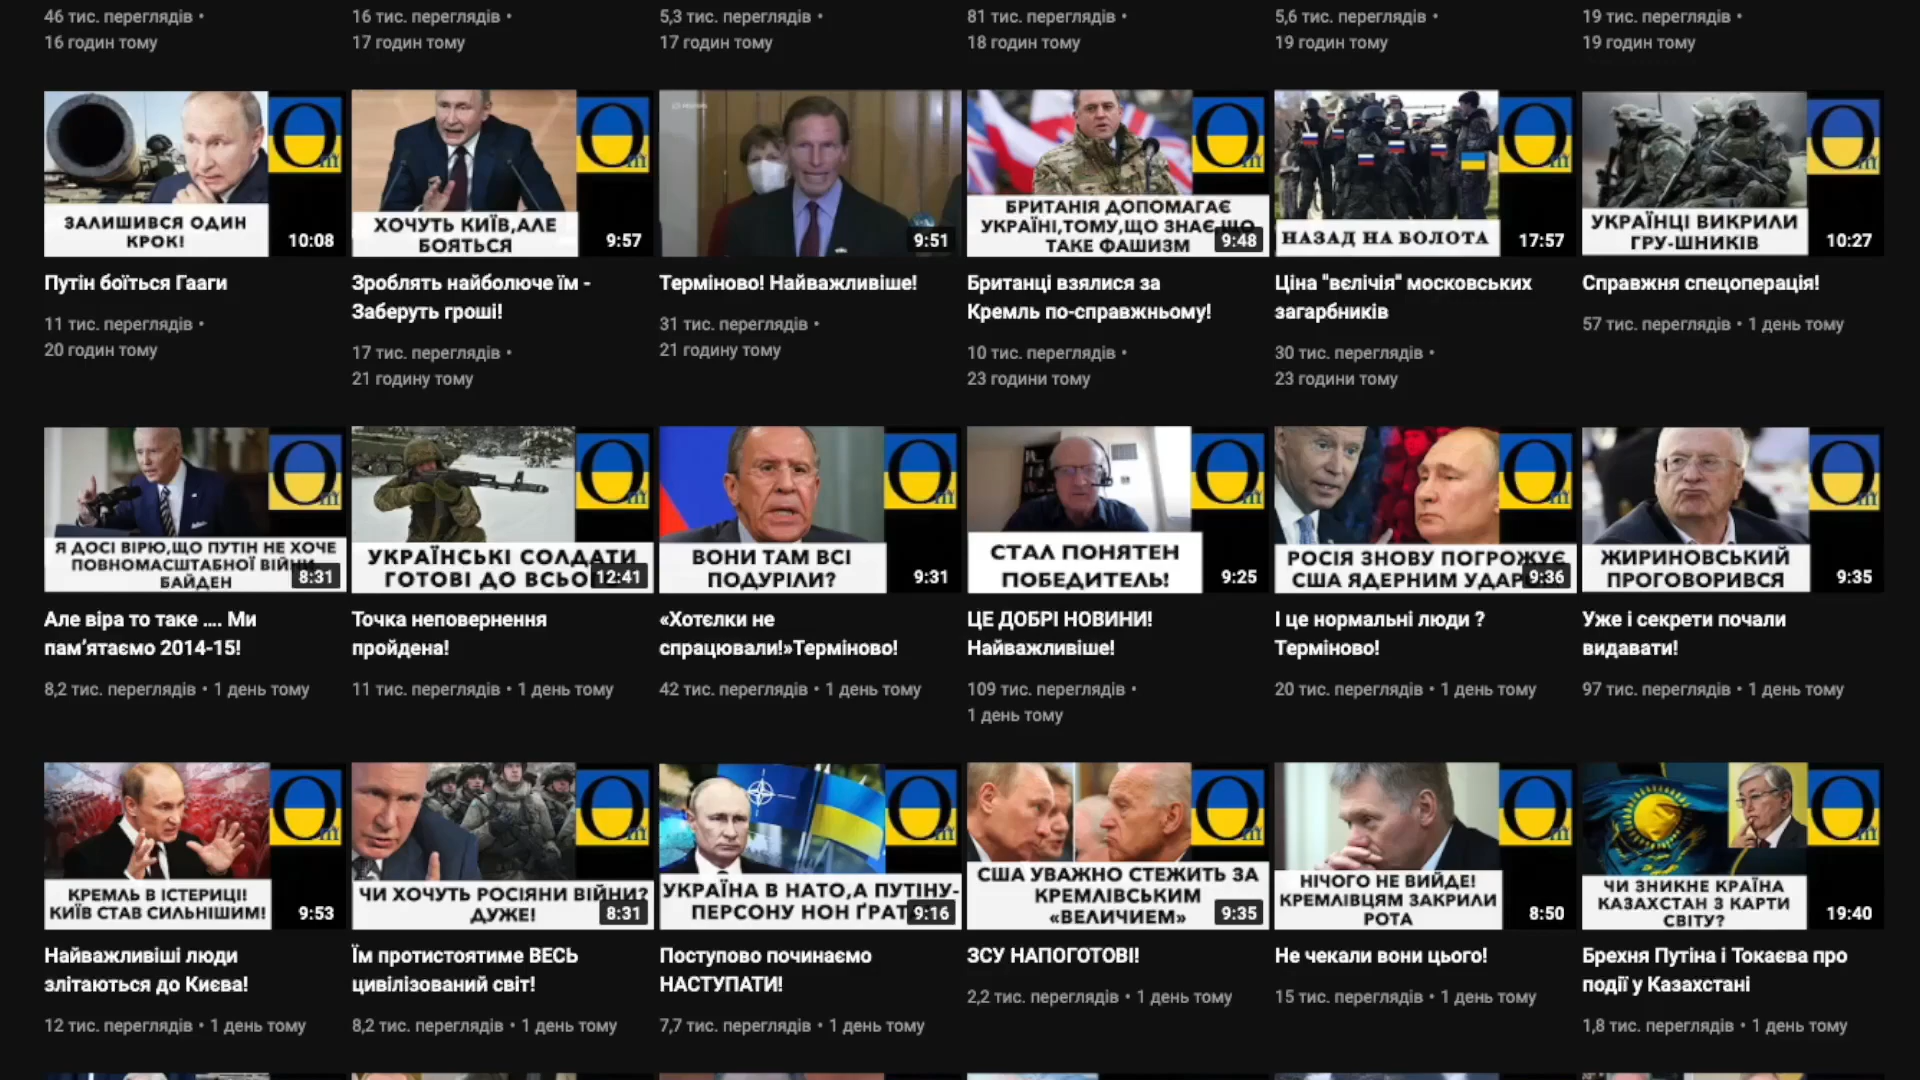 46 тис. переглядів •
16 годин тому
16 тис. переглядів •
17 годин тому
5,3 тис. переглядів •
17 годин тому
81 тис. переглядів •
18 годин тому
5,6 тис. переглядів •
19 годин тому
19 тис. переглядів •
19 годин тому
ЗАЛИШИВСЯ ОДИН
КРОК!
10:08
Путін боїться Гааги
11 тис. переглядів •
20 годин тому
ХОЧУТЬ КИЇВ,АЛЕ
БОЯТЬСЯ
9:57
Зроблять найболюче їм -
Заберуть гроші!
17 тис. переглядів •
21 годину тому
9:51
Терміново! Найважливіше!
31 тис. переглядів •
21 годину тому
БРИТАНІЯ ДОПОМАГАЄ
УКРАЇНІ,ТОМУ,ЩО ЗНАЄ,ЩО
ТАКЕ ФАШИЗМ
9:48
Британці взялися за
Кремль по-справжньому!
10 тис. переглядів •
23 години тому
НАЗАД НА БОЛОТА
17:57
Ціна "вєлічія" московських
загарбників
30 тис. переглядів •
23 години тому
УКРАЇНЦІ ВИКРИЛИ
ГРУ-ШНИКІВ
10:27
Справжня спецоперація!
57 тис. переглядів • 1 день тому
Я ДОСІ ВІРЮ,ЩО ПУТІН НЕ ХОЧЕ
ПОВНОМАСШТАБНОЇ ВІЙНИ
БАЙДЕН
8:31
Але віра то таке .... Ми
пам‘ятаємо 2014-15!
8,2 тис. переглядів • 1 день тому
УКРАЇНСЬКІ СОЛДАТИ
ГОТОВІ ДО ВСЬО
12:41
Точка неповернення
пройдена!
11 тис. переглядів • 1 день тому
ВОНИ ТАМ ВСІ
ПОДУРІЛИ?
9:31
«Хотєлки не
спрацювали!»Терміново!
42 тис. переглядів • 1 день тому
СТАЛ ПОНЯТЕН
ПОБЕДИТЕЛЬ!
9:25
ЦЕ ДОБРІ НОВИНИ!
Найважливіше!
109 тис. переглядів •
1 день тому
РОСІЯ ЗНОВУ ПОГРОЖУЄ
США ЯДЕРНИМ УДАР
9:36
І це нормальні люди ?
Терміново!
20 тис. переглядів • 1 день тому
ЖИРИНОВСЬКИЙ
ПРОГОВОРИВСЯ
9:35
Уже і секрети почали
видавати!
97 тис. переглядів • 1 день тому
КРЕМЛЬ В ІСТЕРИЦІ!
КИЇВ СТАВ СИЛЬНІШИМ!
9:53
Найважливіші люди
злітаються до Києва!
12 тис. переглядів • 1 день тому
ЧИ ХОЧУТЬ РОСІЯНИ ВІЙНИ?
ДУЖЕ!
8:31
Їм протистоятиме ВЕСЬ
цивілізований світ!
8,2 тис. переглядів • 1 день тому
УКРАЇНА В НАТО,А ПУТІНУ-
ПЕРСОНУ НОН ҐРАТ
9:16
Поступово починаємо
НАСТУПАТИ!
7,7 тис. переглядів • 1 день тому
США УВАЖНО СТЕЖИТЬ ЗА
КРЕМЛІВСЬКИМ
«ВЕЛИЧИЕМ»
9:35
ЗСУ НАПОГОТОВІ!
2,2 тис. переглядів • 1 день тому
НІЧОГО НЕ ВИЙДЕ!
КРЕМЛІВЦЯМ ЗАКРИЛИ
РОТА
8:50
Не чекали вони цього!
15 тис. переглядів • 1 день тому
ЧИ ЗНИКНЕ КРАЇНА
КАЗАХСТАН З КАРТИ
СВІТУ?
19:40
Брехня Путіна і Токаєва про
події у Казахстані
1,8 тис. переглядів • 1 день тому